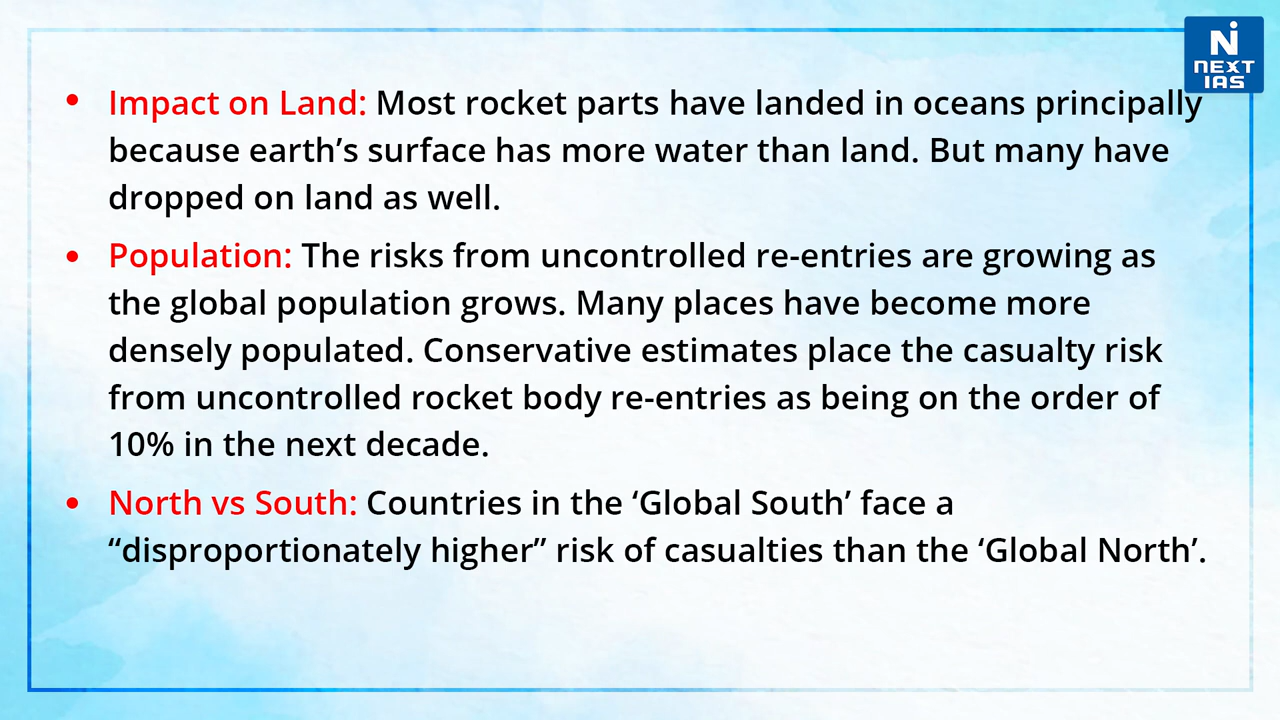 NEXT
IAS
• Impact on Land: Most rocket parts have landed in oceans principally
because earth’s surface has more water than land. But many have
dropped on land as well.
• Population: The risks from uncontrolled re-entries are growing as
the global population grows. Many places have become more
densely populated. Conservative estimates place the casualty risk
from uncontrolled rocket body re-entries as being on the order of
10% in the next decade.
• North vs South: Countries in the ‘Global South’ face a
“disproportionately higher” risk of casualties than the ‘Global North’.